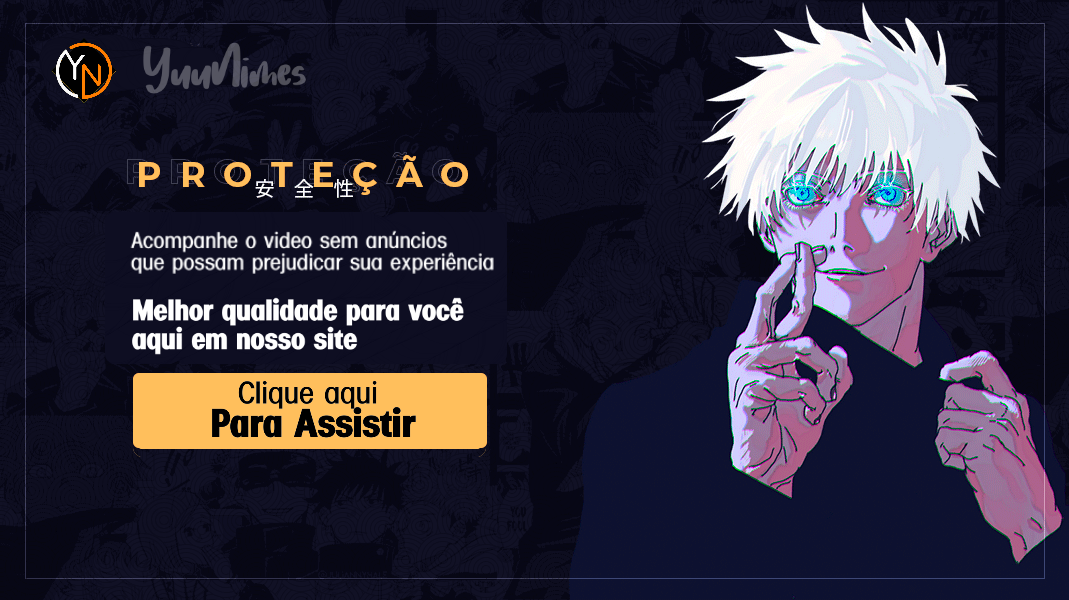 YN
YuuNimes
PROTEÇÃO
安全性
Acompanhe o video sem anúncios
que possam prejudicar sua experiência
Melhor qualidade para você
aqui em nosso site
Clique aqui
Para Assistir